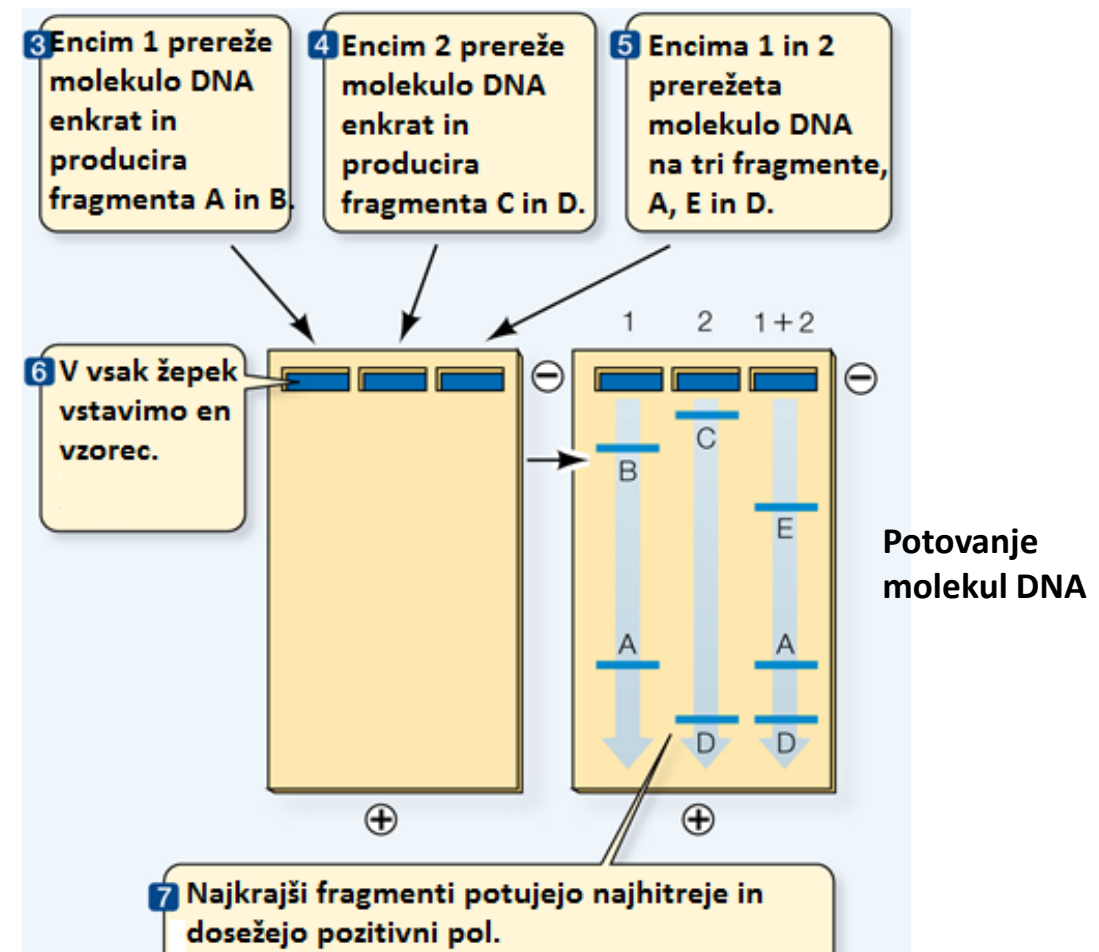 3 Encim 1 prereže
molekulo DNA
enkrat in
producira
fragmenta A in B.
4 Encim 2 prereže
molekulo DNA
enkrat in
producira
fragmenta C in D.
5 Encima 1 in 2
prerežeta
molekulo DNA
na tri fragmente,
A, E in D.
6 V vsak žepek
vstavimo en
vzorec.
1 2 1+2
⊖ ⊖
C
B
E
Potovanje
molekul DNA
A A
D D
⊕ ⊕
7 Najkrajši fragmenti potujejo najhitreje in
dosežejo pozitivni pol.